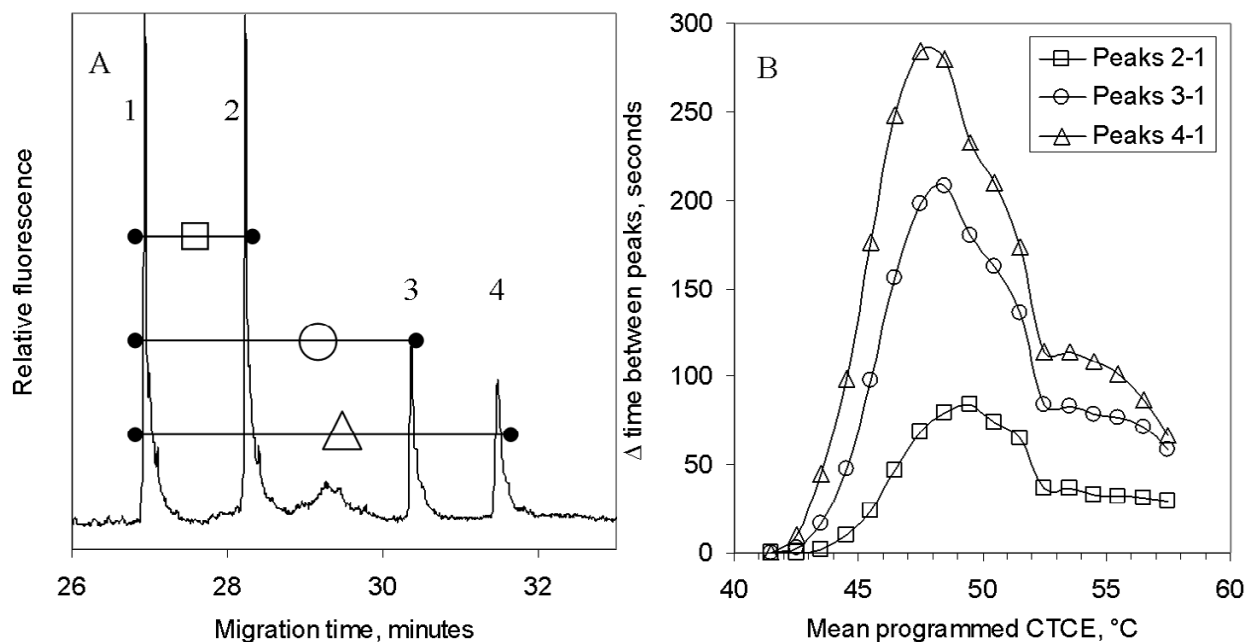 A
1
2
3
4
Relative fluorescence
26
28
30
32
Migration time, minutes
B
Peaks 2-1
Peaks 3-1
Peaks 4-1
Δ time between peaks, seconds
300
250
200
150
100
50
0
40
45
50
55
60
Mean programmed CTCE, °C